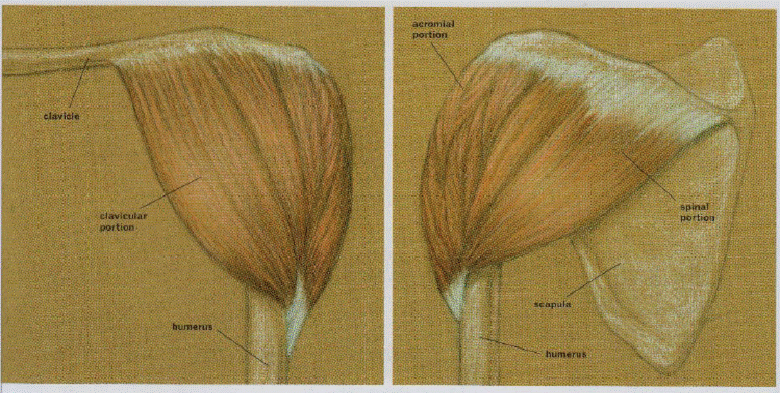 clavicle
clavicular
portion
humerus
acromial
portion
spinal
portion
scapula
humerus